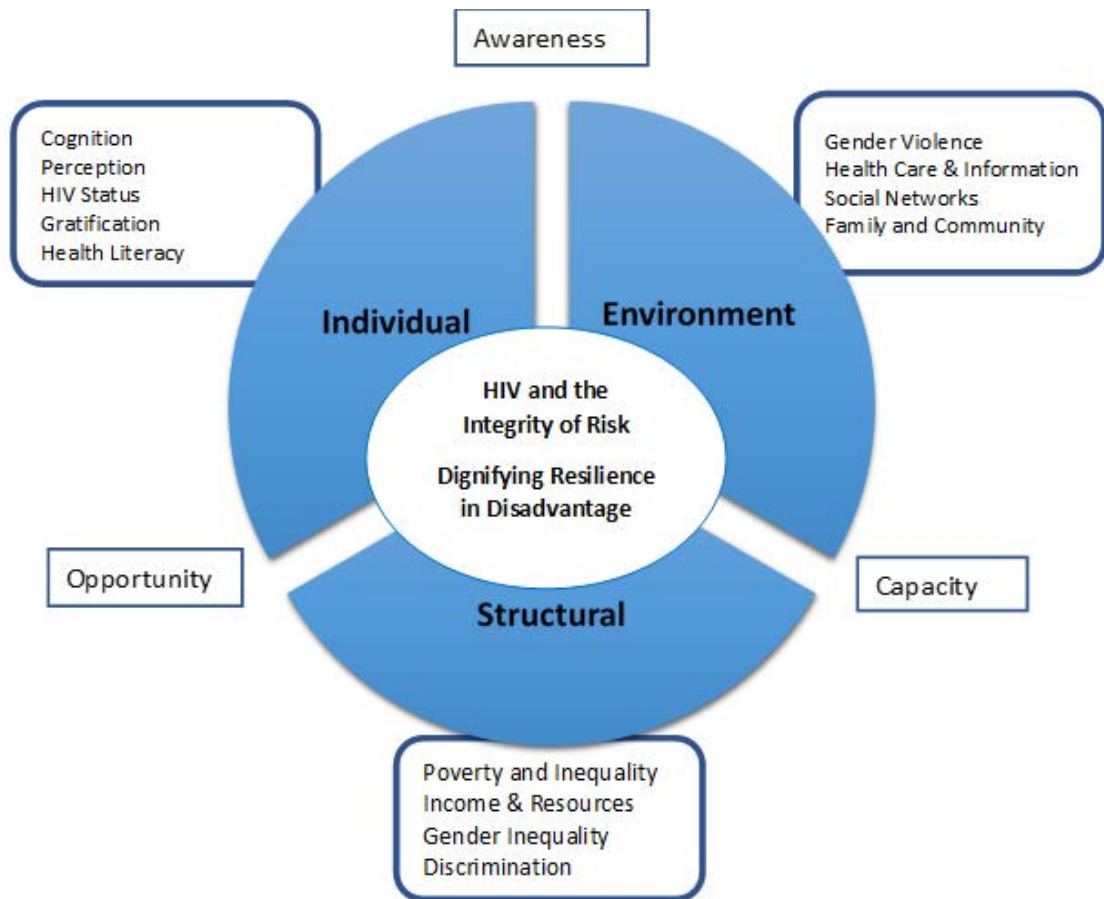 Awareness
Cognition
Perception
HIV Status
Gratification
Health Literacy
Gender Violence
Health Care & Information
Social Networks
Family and Community
Individual
Environment
HIV and the
Integrity of Risk
Dignifying Resilience
in Disadvantage
Opportunity
Capacity
Structural
Poverty and Inequality
Income & Resources
Gender Inequality
Discrimination